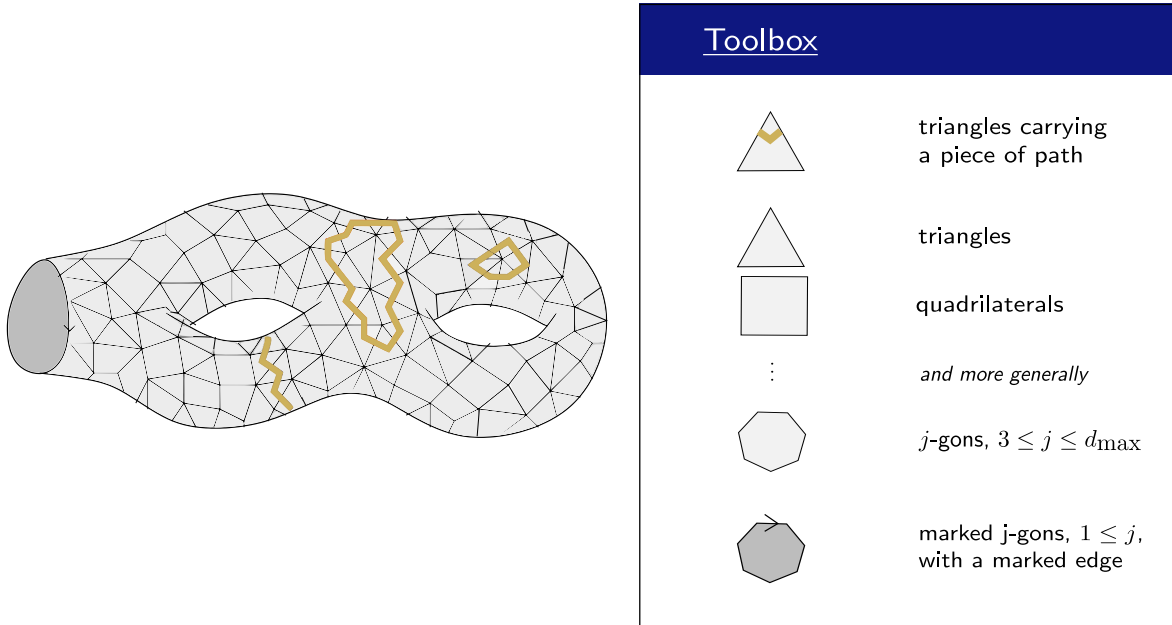 Toolbox
triangles carrying
a piece of path
triangles
quadrilaterals
⋮
and more generally
j-gons, 3 ≤ j ≤ dmax
marked j-gons, 1 ≤ j,
with a marked edge